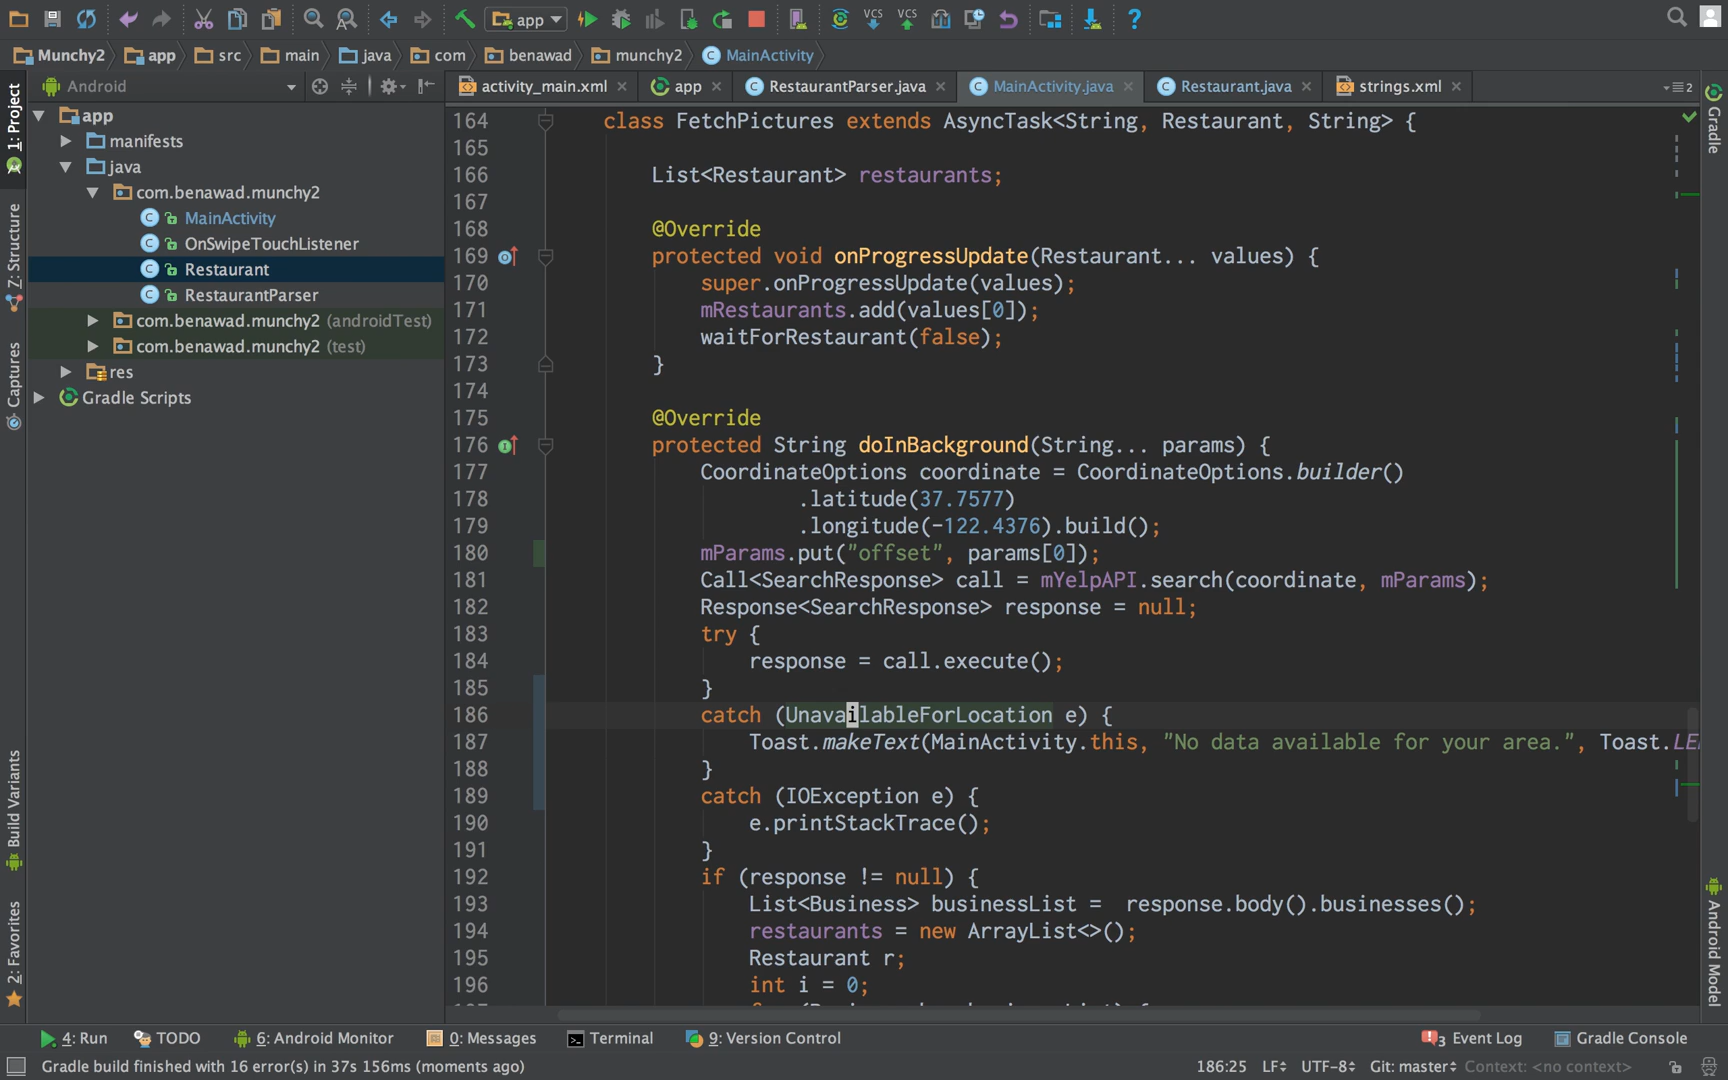 app
Munchy2 app src main java com benawad munchy2 MainActivity
Android
activity_main.xml app RestaurantParser.java MainActivity.java Restaurant.java strings.xml
2
1: Project
Z: Structure
Captures
Build Variants
2: Favorites
app
manifests
java
com.benawad.munchy2
MainActivity
OnSwipeTouchListener
Restaurant
RestaurantParser
com.benawad.munchy2 (androidTest)
com.benawad.munchy2 (test)
res
Gradle Scripts
164 class FetchPictures extends AsyncTask<String, Restaurant, String> {
165
166 List<Restaurant> restaurants;
167
168 @Override
169 protected void onProgressUpdate(Restaurant... values) {
170 super.onProgressUpdate(values);
171 mRestaurants.add(values[0]);
172 waitForRestaurant(false);
173 }
174
175 @Override
176 protected String doInBackground(String... params) {
177 CoordinateOptions coordinate = CoordinateOptions.builder()
178 .latitude(37.7577)
179 .longitude(-122.4376).build();
180 mParams.put("offset", params[0]);
181 Call<SearchResponse> call = mYelpAPI.search(coordinate, mParams);
182 Response<SearchResponse> response = null;
183 try {
184 response = call.execute();
185 }
186 catch (UnavailableForLocation e) {
187 Toast.makeText(MainActivity.this, "No data available for your area.", Toast.LE
188 }
189 catch (IOException e) {
190 e.printStackTrace();
191 }
192 if (response != null) {
193 List<Business> businessList = response.body().businesses();
194 restaurants = new ArrayList<>();
195 Restaurant r;
196 int i = 0;
Gradle
Android Model
4: Run TODO 6: Android Monitor 0: Messages Terminal 9: Version Control 3 Event Log Gradle Console
Gradle build finished with 16 error(s) in 37s 156ms (moments ago) 186:25 LF UTF-8 Git: master Context: <no context>